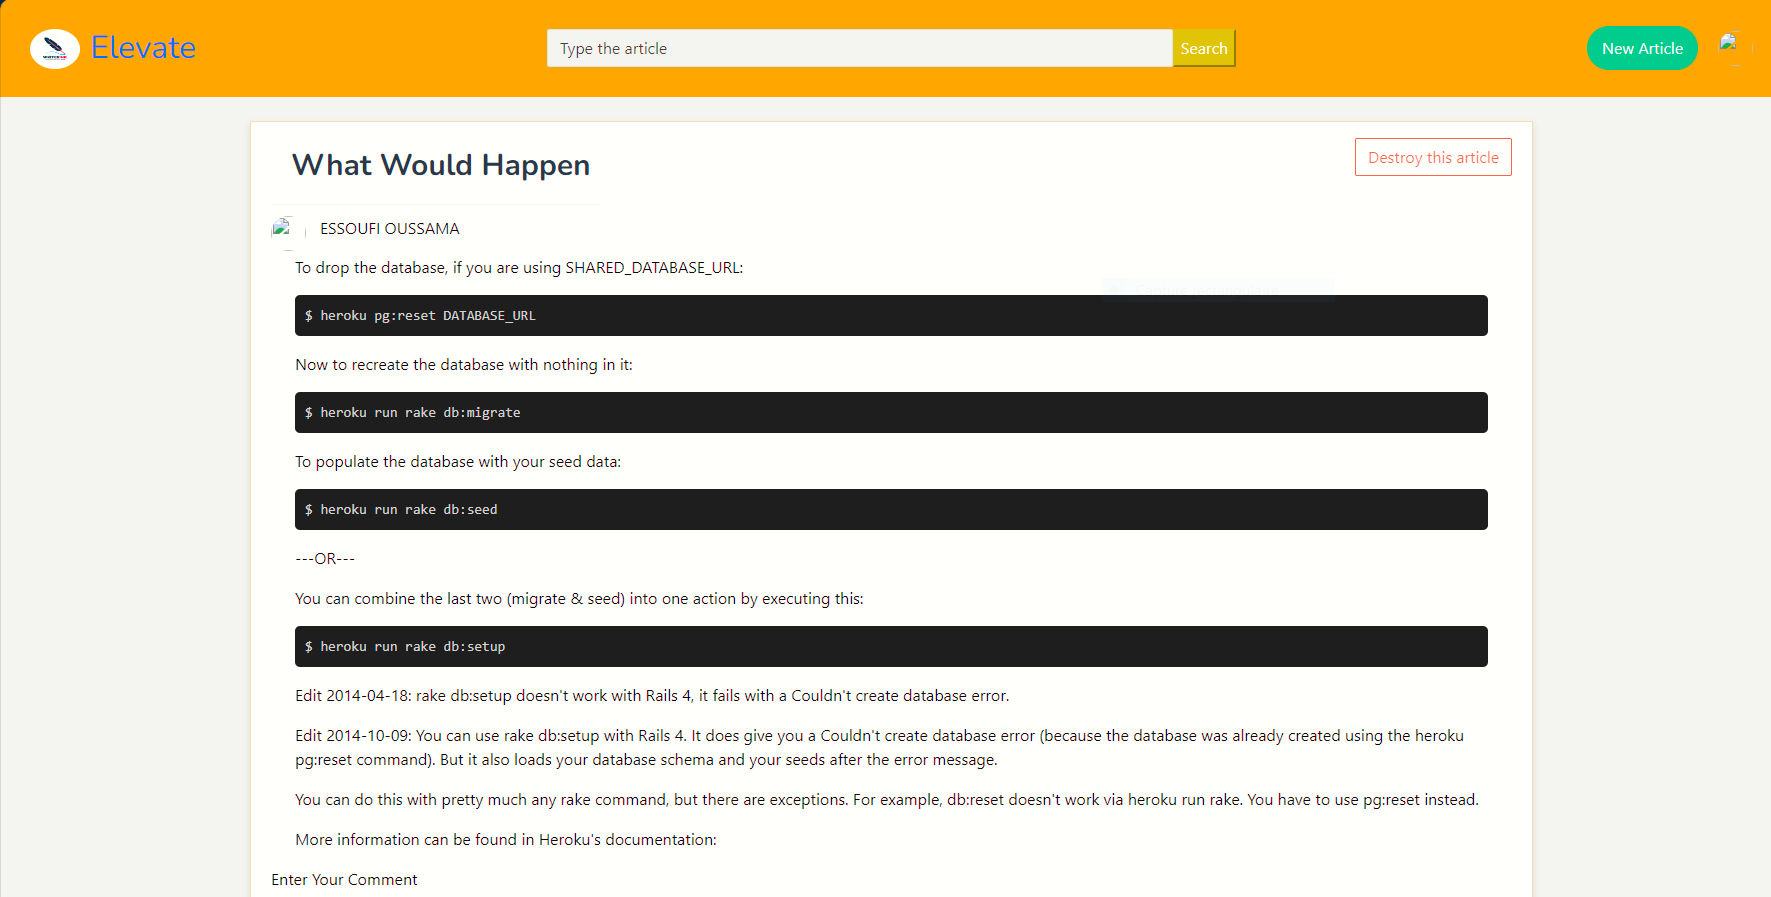 Elevate
Type the article
Search
New Article
What Would Happen
Destroy this article
ESSOUFI OUSSAMA
To drop the database, if you are using SHARED_DATABASE_URL:
$ heroku pg:reset DATABASE_URL
Now to recreate the database with nothing in it:
$ heroku run rake db:migrate
To populate the database with your seed data:
$ heroku run rake db:seed
---OR---
You can combine the last two (migrate & seed) into one action by executing this:
$ heroku run rake db:setup
Edit 2014-04-18: rake db:setup doesn't work with Rails 4, it fails with a Couldn't create database error.
Edit 2014-10-09: You can use rake db:setup with Rails 4. It does give you a Couldn't create database error (because the database was already created using the heroku
pg:reset command). But it also loads your database schema and your seeds after the error message.
You can do this with pretty much any rake command, but there are exceptions. For example, db:reset doesn't work via heroku run rake. You have to use pg:reset instead.
More information can be found in Heroku's documentation:
Enter Your Comment